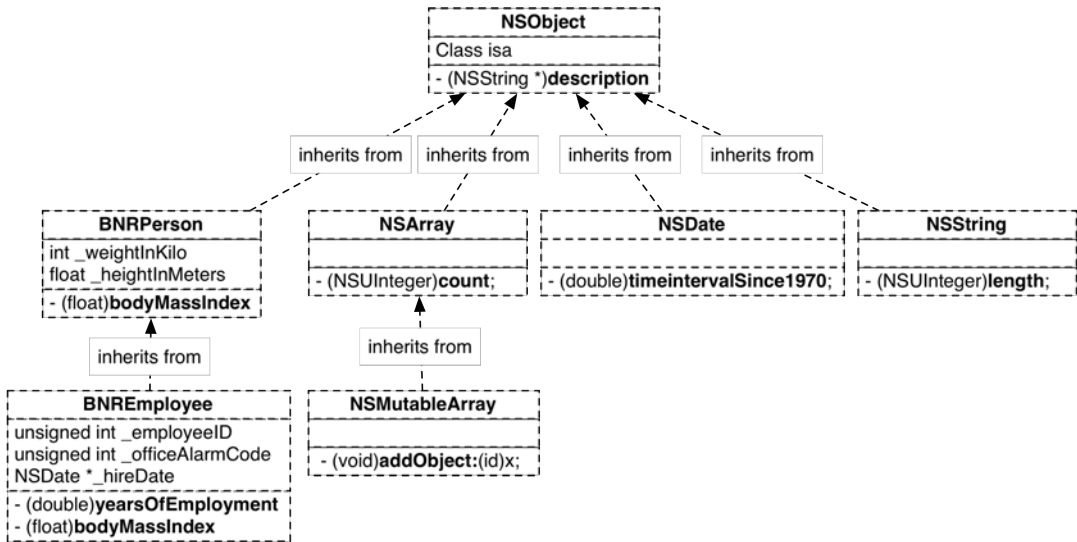 NSObject
Class isa
- (NSString *)description
inherits from
inherits from
inherits from
inherits from
BNRPerson
int _weightInKilo
float _heightInMeters
- (float)bodyMassIndex
NSArray
- (NSUInteger)count;
NSDate
- (double)timeintervalSince1970;
NSString
- (NSUInteger)length;
inherits from
inherits from
BNREmployee
unsigned int _employeeID
unsigned int _officeAlarmCode
NSDate *_hireDate
- (double)yearsOfEmployment
- (float)bodyMassIndex
NSMutableArray
- (void)addObject:(id)x;